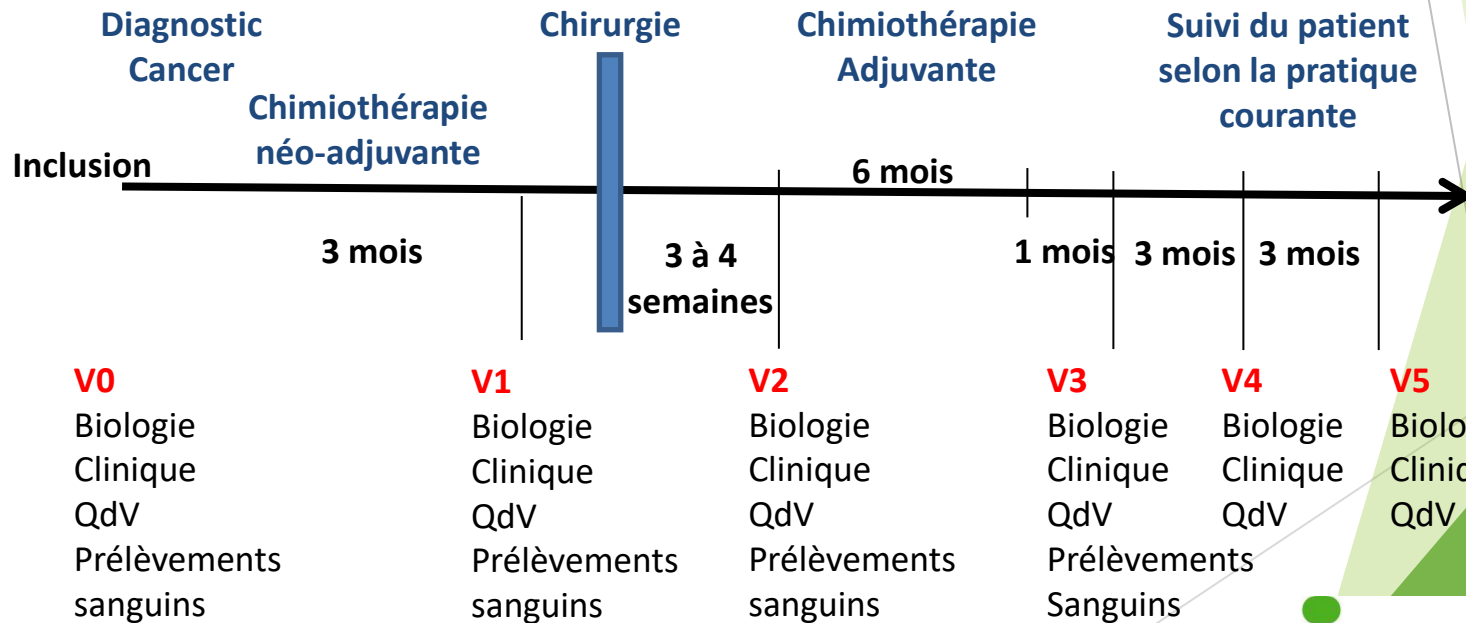 Diagnostic
Cancer
Chimiothérapie
néo-adjuvante
Chirurgie
Chimiothérapie
Adjuvante
Suivi du patient
selon la pratique
courante
Inclusion
6 mois
3 mois
3 à 4
semaines
1 mois
3 mois
3 mois
V0
Biologie
Clinique
QdV
Prélèvements
sanguins
V1
Biologie
Clinique
QdV
Prélèvements
sanguins
V2
Biologie
Clinique
QdV
Prélèvements
sanguins
V3
Biologie
Clinique
QdV
Prélèvements
Sanguins
V4
Biologie
Clinique
QdV
V5
Biolo
Cliniq
QdV